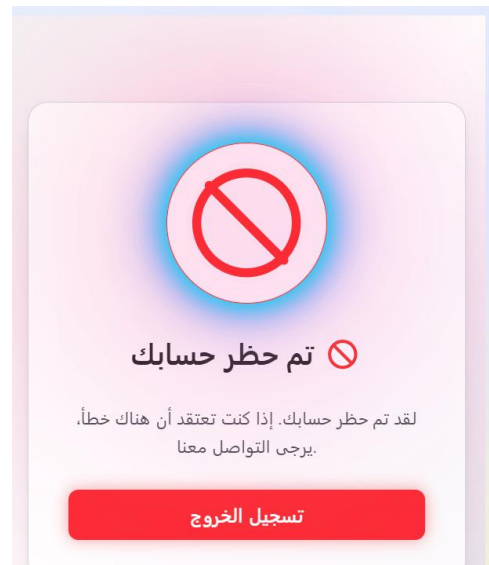 تم حظر حسابك
لقد تم حظر حسابك. إذا كنت تعتقد أن هناك خطأ،
.يرجى التواصل معنا
تسجيل الخروج